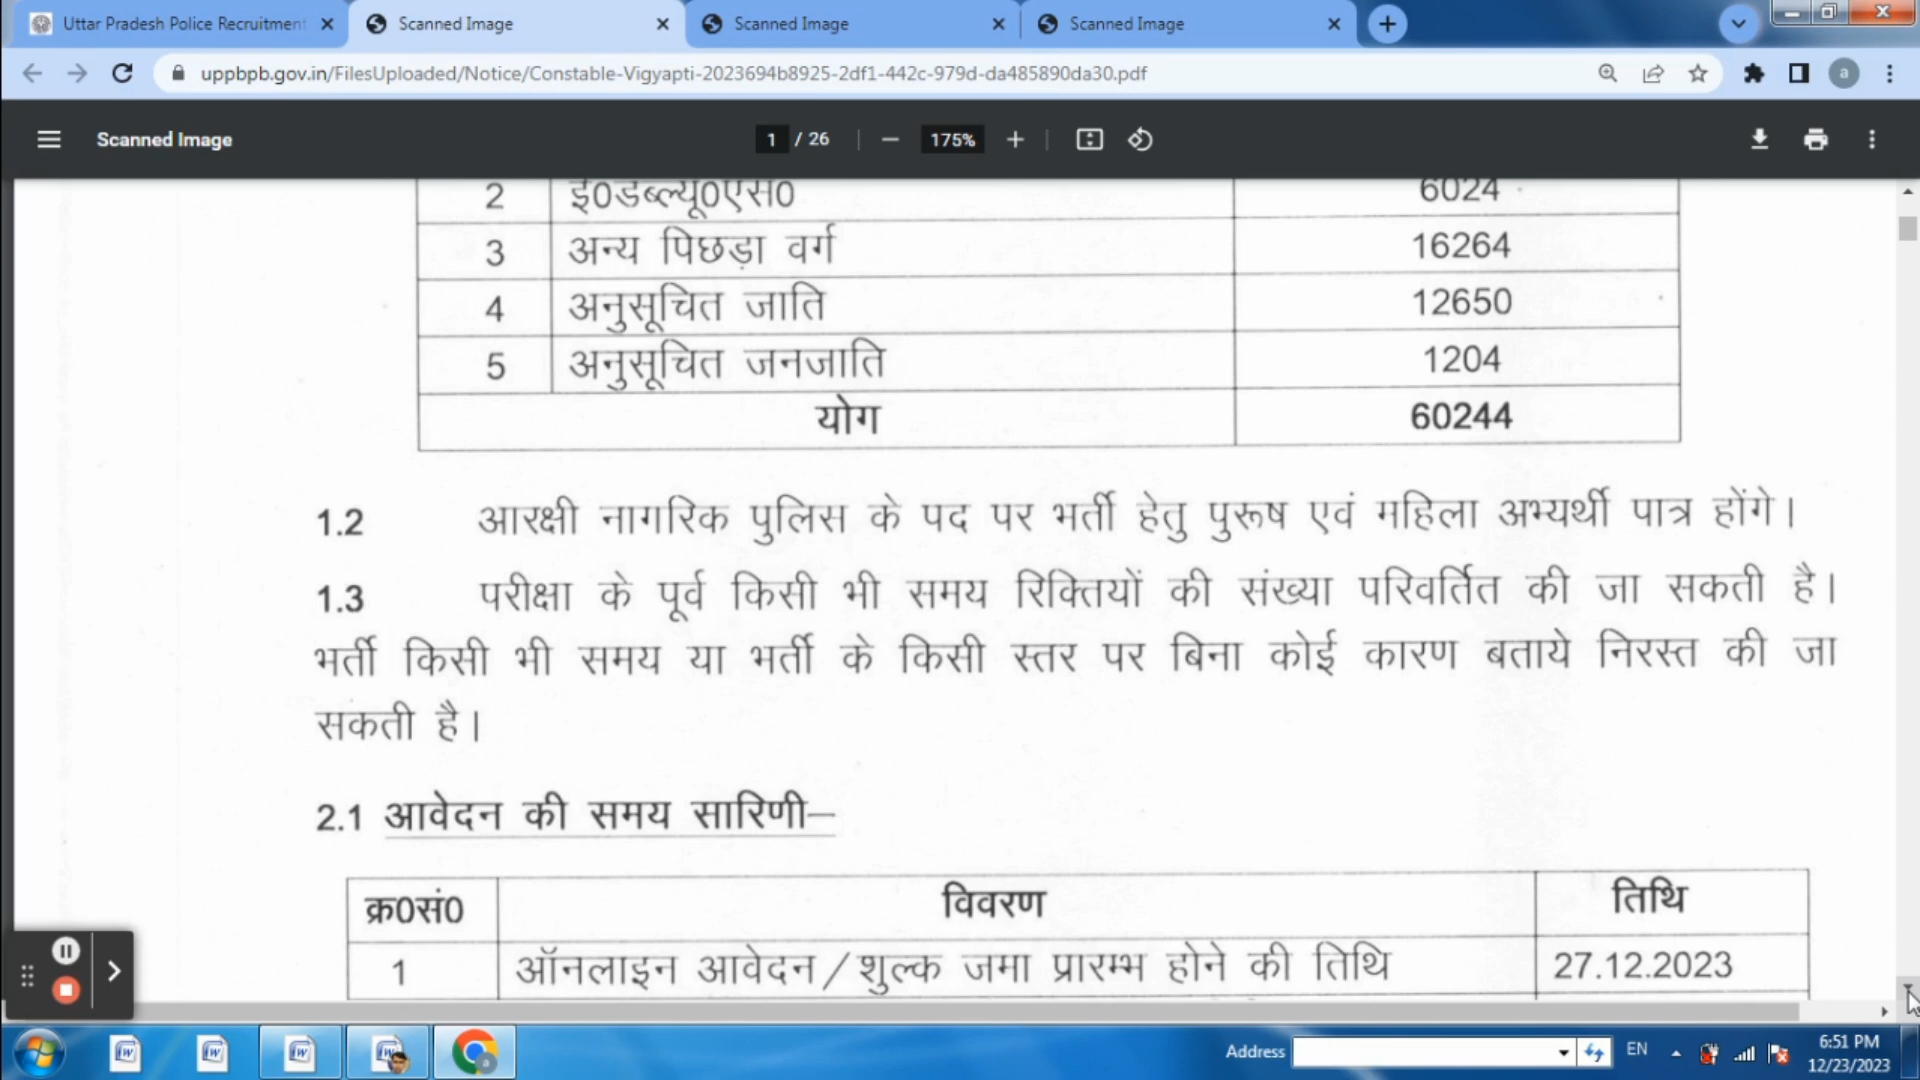 Uttar Pradesh Police Recruitment
Scanned Image
Scanned Image
Scanned Image
uppbpb.gov.in/FilesUploaded/Notice/Constable-Vigyapti-2023694b8925-2df1-442c-979d-da485890da30.pdf
a
Scanned Image
1 / 26
175%
2 ई0डब्ल्यू0एस0 6024
3 अन्य पिछड़ा वर्ग 16264
4 अनुसूचित जाति 12650
5 अनुसूचित जनजाति 1204
योग 60244
1.2 आरक्षी नागरिक पुलिस के पद पर भर्ती हेतु पुरूष एवं महिला अभ्यर्थी पात्र होंगे।
1.3 परीक्षा के पूर्व किसी भी समय रिक्तियों की संख्या परिवर्तित की जा सकती है।
भर्ती किसी भी समय या भर्ती के किसी स्तर पर बिना कोई कारण बताये निरस्त की जा
सकती है।
2.1 आवेदन की समय सारिणी–
क्र0सं0 विवरण तिथि
1 ऑनलाइन आवेदन/शुल्क जमा प्रारम्भ होने की तिथि 27.12.2023
Address
EN
6:51 PM
12/23/2023